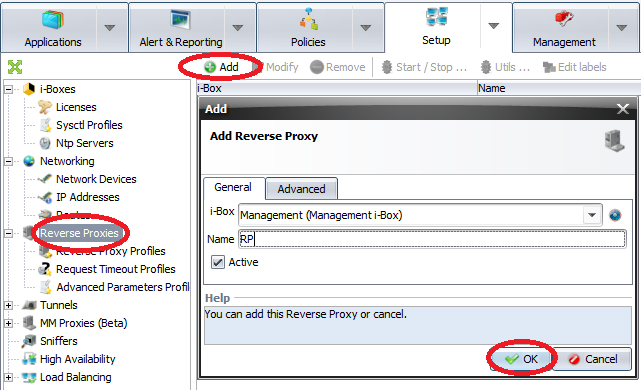 Applications
Alert & Reporting
Policies
Setup
Management
Add
Modify
Remove
Start / Stop ...
Utils ...
Edit labels
i-Boxes
Licenses
Sysctl Profiles
Ntp Servers
Networking
Network Devices
IP Addresses
Routes
Reverse Proxies
Reverse Proxy Profiles
Request Timeout Profiles
Advanced Parameters Profil
Tunnels
MM Proxies (Beta)
Sniffers
High Availability
Load Balancing
i-Box
Name
Add
Add Reverse Proxy
General
Advanced
i-Box
Management (Management i-Box)
Name
RP
Active
Help
You can add this Reverse Proxy or cancel.
OK
Cancel